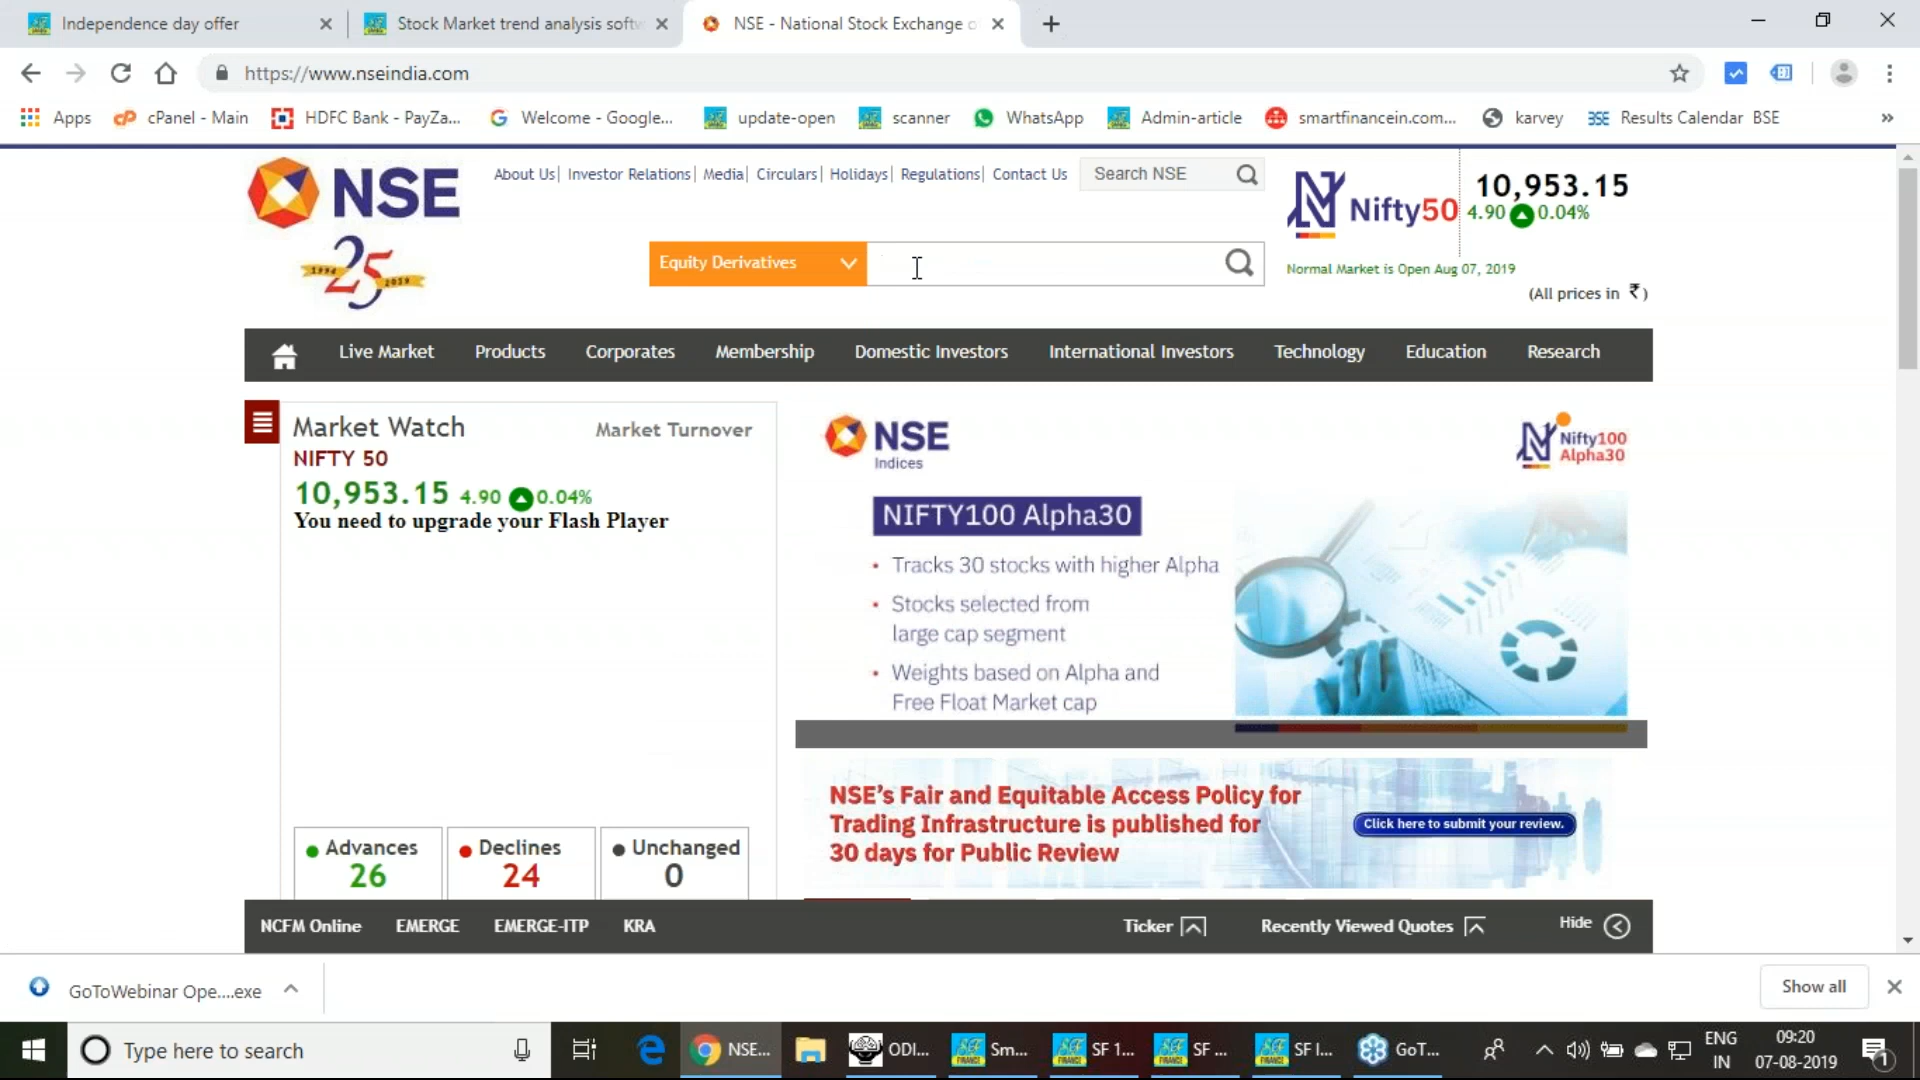 Independence day offer
Stock Market trend analysis softw
NSE - National Stock Exchange o
https://www.nseindia.com
Apps
cPanel - Main
HDFC Bank - PayZa...
Welcome - Google...
update-open
scanner
WhatsApp
Admin-article
smartfinancein.com...
karvey
BSE
Results Calendar BSE
NSE
1994 25 2019
About Us| Investor Relations| Media| Circulars| Holidays| Regulations| Contact Us
Search NSE
Nifty50
10,953.15
4.90 0.04%
Equity Derivatives
Normal Market is Open Aug 07, 2019
(All prices in ₹ )
Live Market
Products
Corporates
Membership
Domestic Investors
International Investors
Technology
Education
Research
Market Watch
Market Turnover
NIFTY 50
10,953.15 4.90 0.04%
You need to upgrade your Flash Player
Advances
26
Declines
24
Unchanged
0
NSE
Indices
Nifty100
Alpha30
NIFTY100 Alpha30
• Tracks 30 stocks with higher Alpha
• Stocks selected from
large cap segment
• Weights based on Alpha and
Free Float Market cap
NSE's Fair and Equitable Access Policy for
Trading Infrastructure is published for
30 days for Public Review
Click here to submit your review.
NCFM Online
EMERGE
EMERGE-ITP
KRA
Ticker
Recently Viewed Quotes
Hide
GoToWebinar Ope....exe
Show all
Type here to search
NSE...
ODI...
Sm...
SF 1...
SF ...
SF I...
GoT...
ENG
IN
09:20
07-08-2019
1